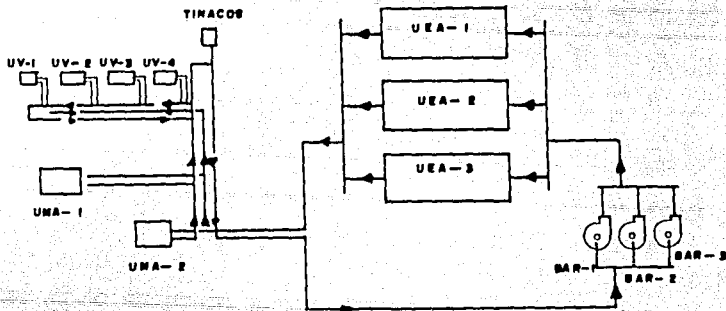 TINACOS
UV-1 UV-2 UV-3 UV-4
UEA-1
UEA-2
UEA-3
UMA-1
UMA-2
BAR-1
BAR-2
BAR-3